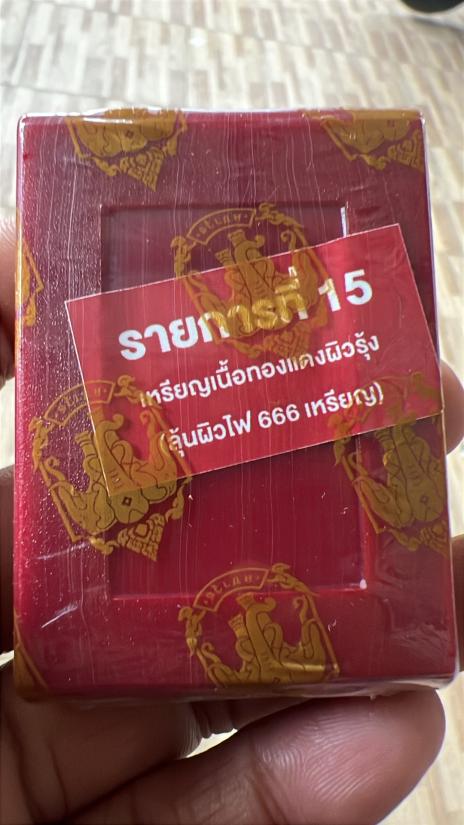 รายการที่ 15
เหรียญเนื้อทองแดงผิวรุ้ง
(ลุ้นผิวไฟ 666 เหรียญ)